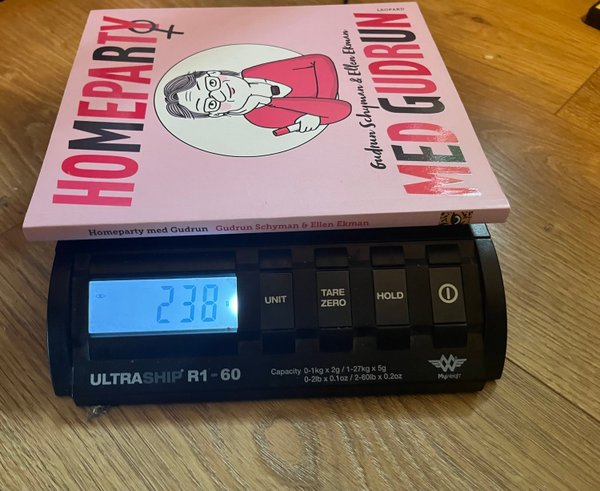 LEOPARD
HOMEPARTY
Gudrun Schyman & Ellen Ekman
MED GUDRUN
Homeparty med Gudrun Gudrun Schyman & Ellen Ekman
238
UNIT
TARE
ZERO
HOLD
ULTRASHIP R1-60
Capacity 0-1kg x 2g / 1-27kg x 5g
0-2lb x 0.1oz / 2-60lb x 0.2oz
MyWeigh